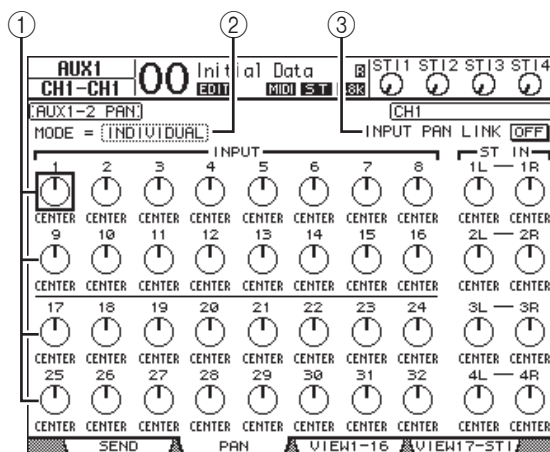 ① ② ③
AUX1
CH1-CH1
00
Initial Data
EDIT MIDI ST
STI1 STI2 STI3 STI4
AUX1-2 PAN
CH1
MODE = INDIVIDUAL
INPUT PAN LINK OFF
INPUT
ST IN
1 2 3 4 5 6 7 8 1L — 1R
CENTER CENTER CENTER CENTER CENTER CENTER CENTER CENTER CENTER CENTER
9 10 11 12 13 14 15 16 2L — 2R
CENTER CENTER CENTER CENTER CENTER CENTER CENTER CENTER CENTER CENTER
17 18 19 20 21 22 23 24 3L — 3R
CENTER CENTER CENTER CENTER CENTER CENTER CENTER CENTER CENTER CENTER
25 26 27 28 29 30 31 32 4L — 4R
CENTER CENTER CENTER CENTER CENTER CENTER CENTER CENTER CENTER CENTER
SEND PAN VIEW1-16 VIEW17-STI